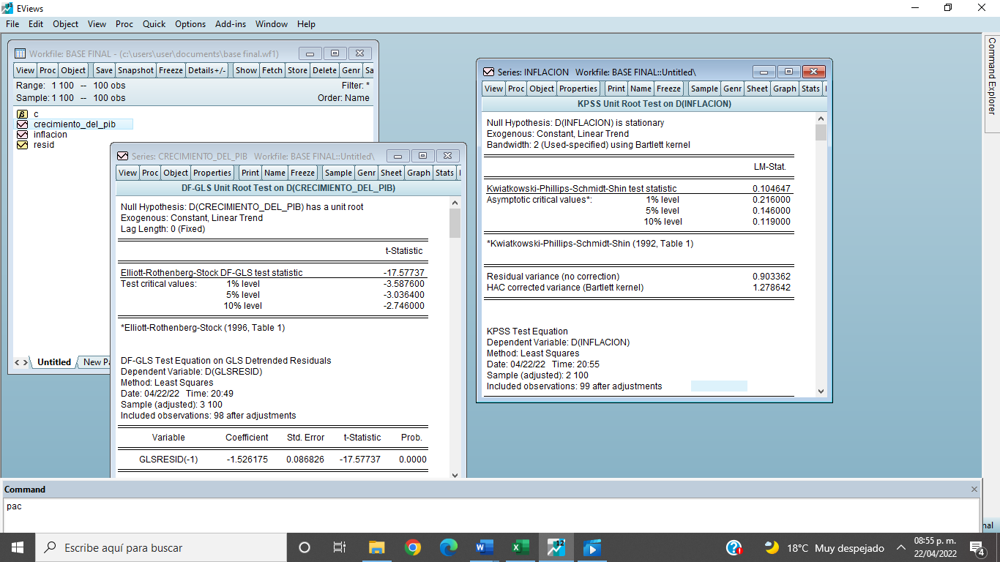 EViews
File Edit Object View Proc Quick Options Add-ins Window Help
Workfile: BASE FINAL - (c:\users\user\documents\base final.wf1)
View Proc Object Save Snapshot Freeze Details+/- Show Fetch Store Delete Genr Sa
Range: 1 100 -- 100 obs Filter: *
Sample: 1 100 -- 100 obs Order: Name
c
crecimiento_del_pib
inflacion
resid
Untitled New Pa
Series: CRECIMIENTO_DEL_PIB Workfile: BASE FINAL::Untitled\
View Proc Object Properties Print Name Freeze Sample Genr Sheet Graph Stats
DF-GLS Unit Root Test on D(CRECIMIENTO_DEL_PIB)
Null Hypothesis: D(CRECIMIENTO_DEL_PIB) has a unit root
Exogenous: Constant, Linear Trend
Lag Length: 0 (Fixed)
t-Statistic
Elliott-Rothenberg-Stock DF-GLS test statistic -17.57737
Test critical values: 1% level -3.587600
5% level -3.036400
10% level -2.746000
*Elliott-Rothenberg-Stock (1996, Table 1)
DF-GLS Test Equation on GLS Detrended Residuals
Dependent Variable: D(GLSRESID)
Method: Least Squares
Date: 04/22/22 Time: 20:49
Sample (adjusted): 3 100
Included observations: 98 after adjustments
Variable Coefficient Std. Error t-Statistic Prob.
GLSRESID(-1) -1.526175 0.086826 -17.57737 0.0000
Series: INFLACION Workfile: BASE FINAL::Untitled\
View Proc Object Properties Print Name Freeze Sample Genr Sheet Graph Stats
KPSS Unit Root Test on D(INFLACION)
Null Hypothesis: D(INFLACION) is stationary
Exogenous: Constant, Linear Trend
Bandwidth: 2 (Used-specified) using Bartlett kernel
LM-Stat.
Kwiatkowski-Phillips-Schmidt-Shin test statistic 0.104647
Asymptotic critical values*: 1% level 0.216000
5% level 0.146000
10% level 0.119000
*Kwiatkowski-Phillips-Schmidt-Shin (1992, Table 1)
Residual variance (no correction) 0.903362
HAC corrected variance (Bartlett kernel) 1.278642
KPSS Test Equation
Dependent Variable: D(INFLACION)
Method: Least Squares
Date: 04/22/22 Time: 20:55
Sample (adjusted): 2 100
Included observations: 99 after adjustments
Command Explorer
Command
pac
nal
Escribe aquí para buscar
12
18°C Muy despejado
08:55 p. m.
22/04/2022
4